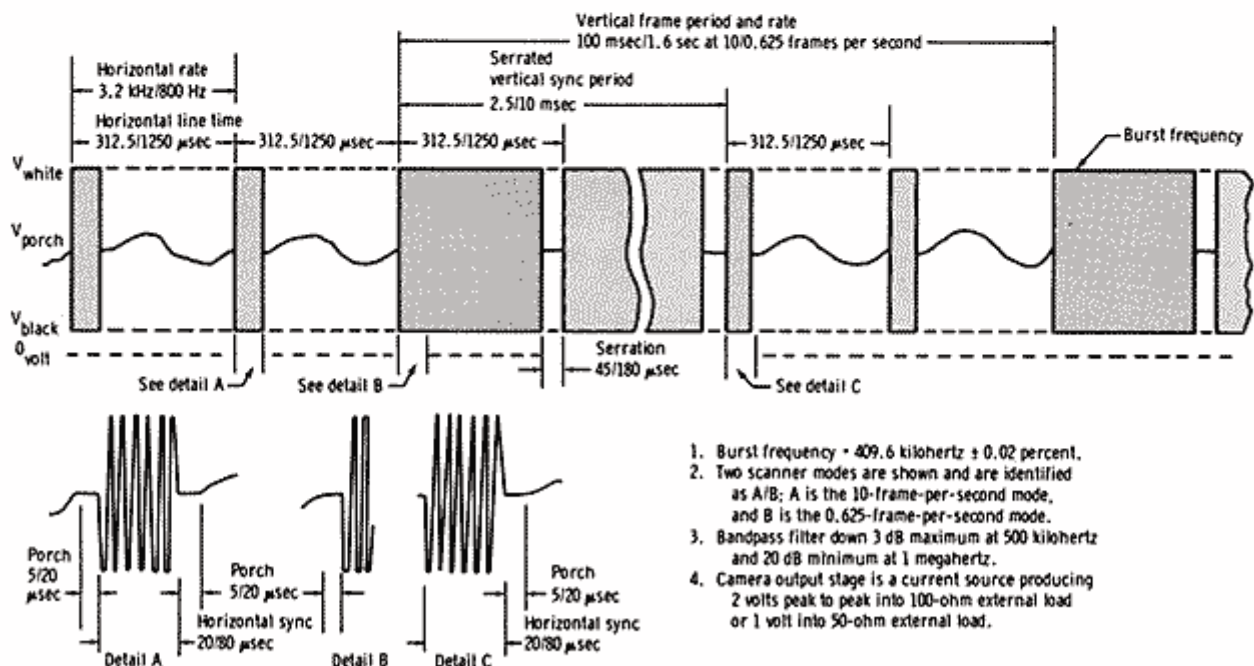 Vertical frame period and rate
100 msec/1.6 sec at 10/0.625 frames per second
Horizontal rate
3.2 kHz/800 Hz
Serrated
vertical sync period
2.5/10 msec
Horizontal line time
312.5/1250 μsec
312.5/1250 μsec
312.5/1250 μsec
312.5/1250 μsec
Burst frequency
V white
V porch
V black
0 volt
See detail A
See detail B
Serration
45/180 μsec
See detail C
Porch
5/20
μsec
Porch
5/20 μsec
Horizontal sync
20/80 μsec
Detail A
Detail B
Porch
5/20 μsec
Horizontal sync
20/80 μsec
Detail C
1. Burst frequency = 409.6 kilohertz ± 0.02 percent.
2. Two scanner modes are shown and are identified
as A/B; A is the 10-frame-per-second mode,
and B is the 0.625-frame-per-second mode.
3. Bandpass filter down 3 dB maximum at 500 kilohertz
and 20 dB minimum at 1 megahertz.
4. Camera output stage is a current source producing
2 volts peak to peak into 100-ohm external load
or 1 volt into 50-ohm external load.